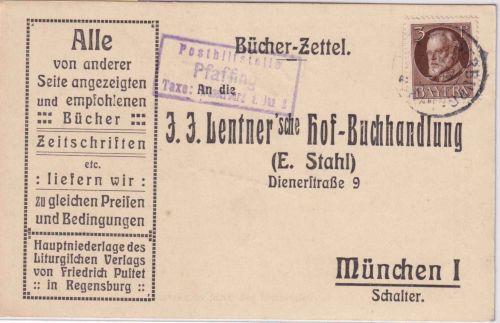 Alle
von anderer
Seite angezeigten
und empfohlenen
Bücher
Zeitschriften
etc.
: liefern wir :
zu gleichen Preisen
und Bedingungen
Hauptniederlage des
Liturgischen Verlags
von Friedrich Pustet
:: in Regensburg ::
Posthilfstelle
Pfaffing
Taxe:
Bücher-Zettel.
An die
J. J. Lentner'sche Hof-Buchhandlung
(E. Stahl)
Dienerstraße 9
München I
Schalter.
3
BAYERN